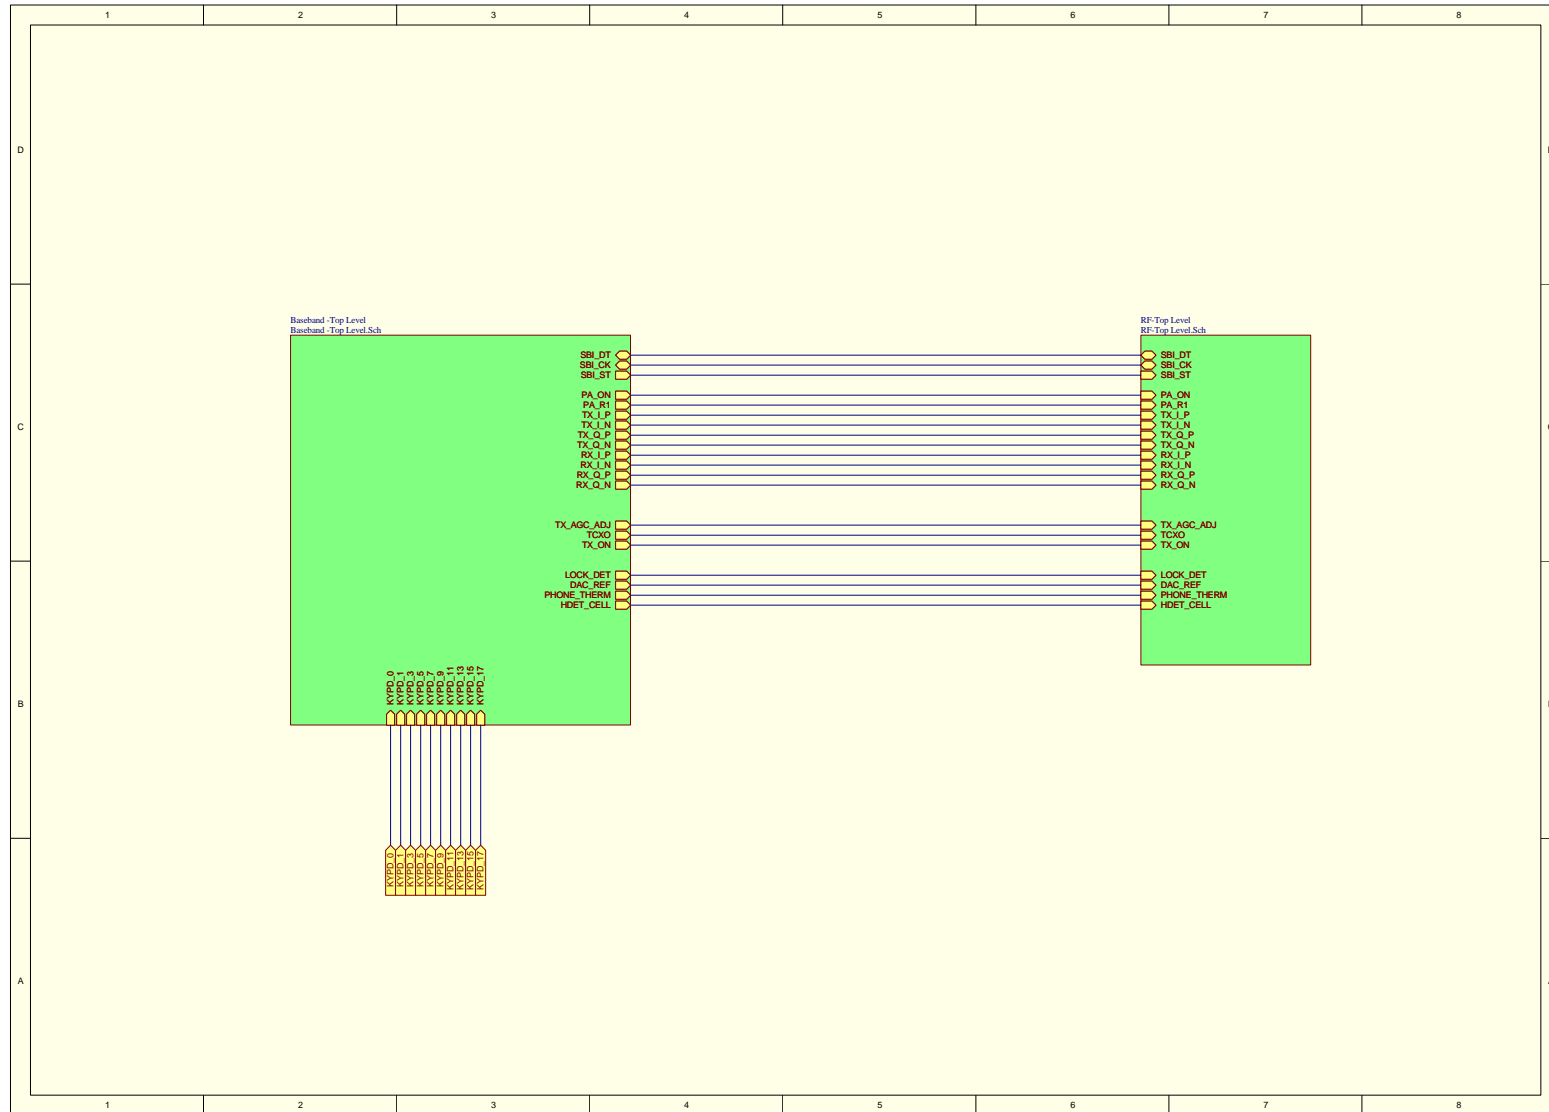 1 2 3 4 5 6 7 8
D
Baseband -Top Level
Baseband -Top Level.Sch
RF-Top Level
RF-Top Level.Sch
SBI_DT SBI_DT
SBI_CK SBI_CK
SBI_ST SBI_ST
PA_ON PA_ON
PA_R1 PA_R1
TX_I_P TX_I_P
C TX_I_N TX_I_N
TX_Q_P TX_Q_P
TX_Q_N TX_Q_N
RX_I_P RX_I_P
RX_I_N RX_I_N
RX_Q_P RX_Q_P
RX_Q_N RX_Q_N
TX_AGC_ADJ TX_AGC_ADJ
TCXO TCXO
TX_ON TX_ON
LOCK_DET LOCK_DET
DAC_REF DAC_REF
PHONE_THERM PHONE_THERM
HDET_CELL HDET_CELL
KYPD_0
KYPD_1
KYPD_3
KYPD_5
KYPD_7
KYPD_9
KYPD_11
KYPD_13
KYPD_15
KYPD_17
B
KYPD_0
KYPD_1
KYPD_3
KYPD_5
KYPD_7
KYPD_9
KYPD_11
KYPD_13
KYPD_15
KYPD_17
A
1 2 3 4 5 6 7 8